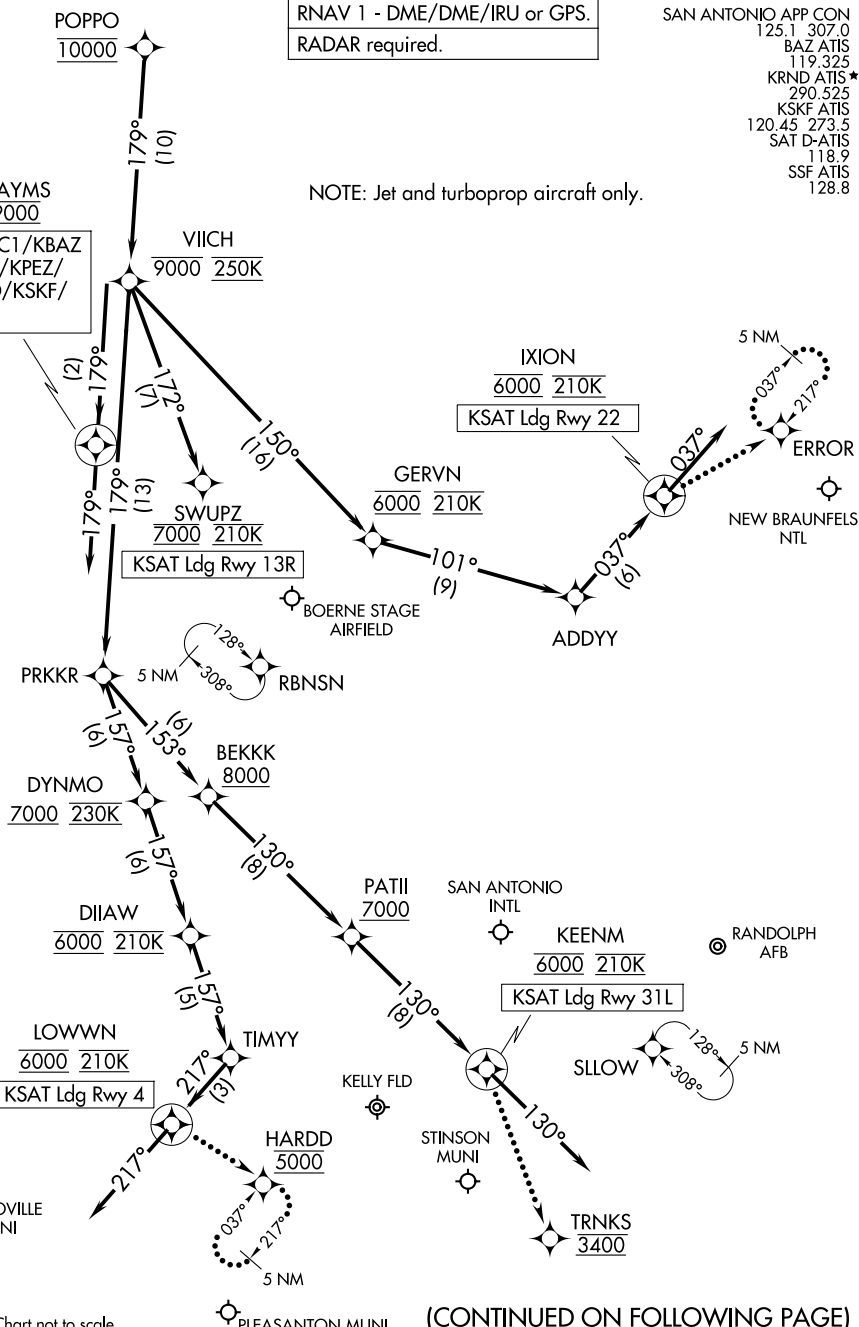 RNAV 1 - DME/DME/IRU or GPS.
RADAR required.
SAN ANTONIO APP CON
125.1 307.0
BAZ ATIS
119.325
KRND ATIS★
290.525
KSKF ATIS
120.45 273.5
SAT D-ATIS
118.9
SSF ATIS
128.8
POPPO
10000
179°
(10)
NOTE: Jet and turboprop aircraft only.
VIICH
9000 250K
(2)
179°
179°
179°
(13)
172°
(7)
SWUPZ
7000 210K
KSAT Ldg Rwy 13R
150°
(16)
GERVN
6000 210K
101°
(9)
ADDYY
037°
(6)
IXION
6000 210K
KSAT Ldg Rwy 22
037°
5 NM
037°
217°
ERROR
NEW BRAUNFELS
NTL
BOERNE STAGE
AIRFIELD
PRKKR
5 NM
128°
308°
RBNSN
157°
(6)
(6)
153°
DYNMO
7000 230K
BEKKK
8000
157°
(6)
130°
(8)
DIIAW
6000 210K
PATII
7000
SAN ANTONIO
INTL
RANDOLPH
AFB
KEENM
6000 210K
KSAT Ldg Rwy 31L
157°
(5)
130°
(8)
TIMYY
LOWWN
6000 210K
KSAT Ldg Rwy 4
217°
(3)
217°
SLLOW
128°
308°
5 NM
KELLY FLD
130°
STINSON
MUNI
HARDD
5000
037°
217°
5 NM
TRNKS
3400
PLEASANTON MUNI
Chart not to scale
(CONTINUED ON FOLLOWING PAGE)